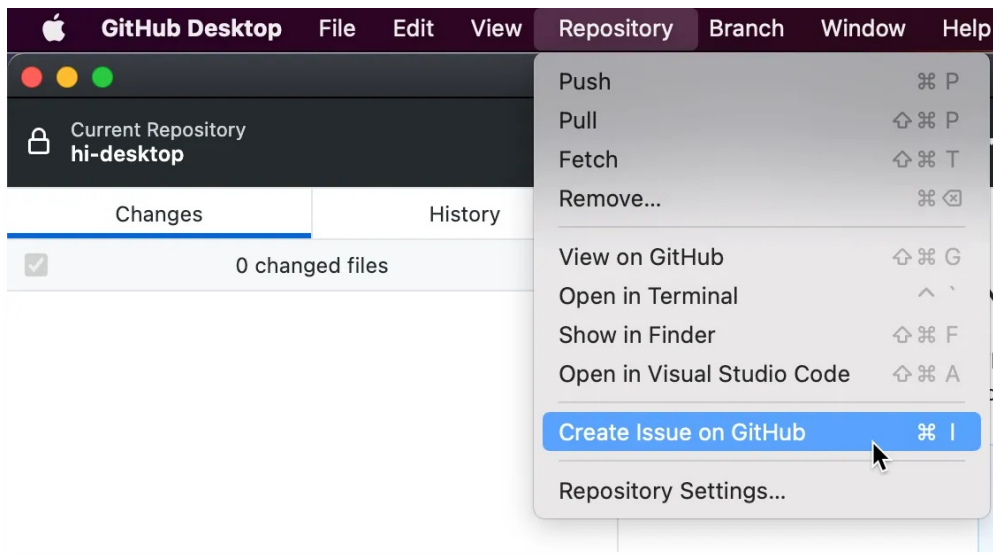 GitHub Desktop File Edit View Repository Branch Window Help
Current Repository
hi-desktop
Changes History
0 changed files
Push ⌘ P
Pull ⇧ ⌘ P
Fetch ⇧ ⌘ T
Remove... ⌘ ⌫
View on GitHub ⇧ ⌘ G
Open in Terminal ^ `
Show in Finder ⇧ ⌘ F
Open in Visual Studio Code ⇧ ⌘ A
Create Issue on GitHub ⌘ I
Repository Settings...